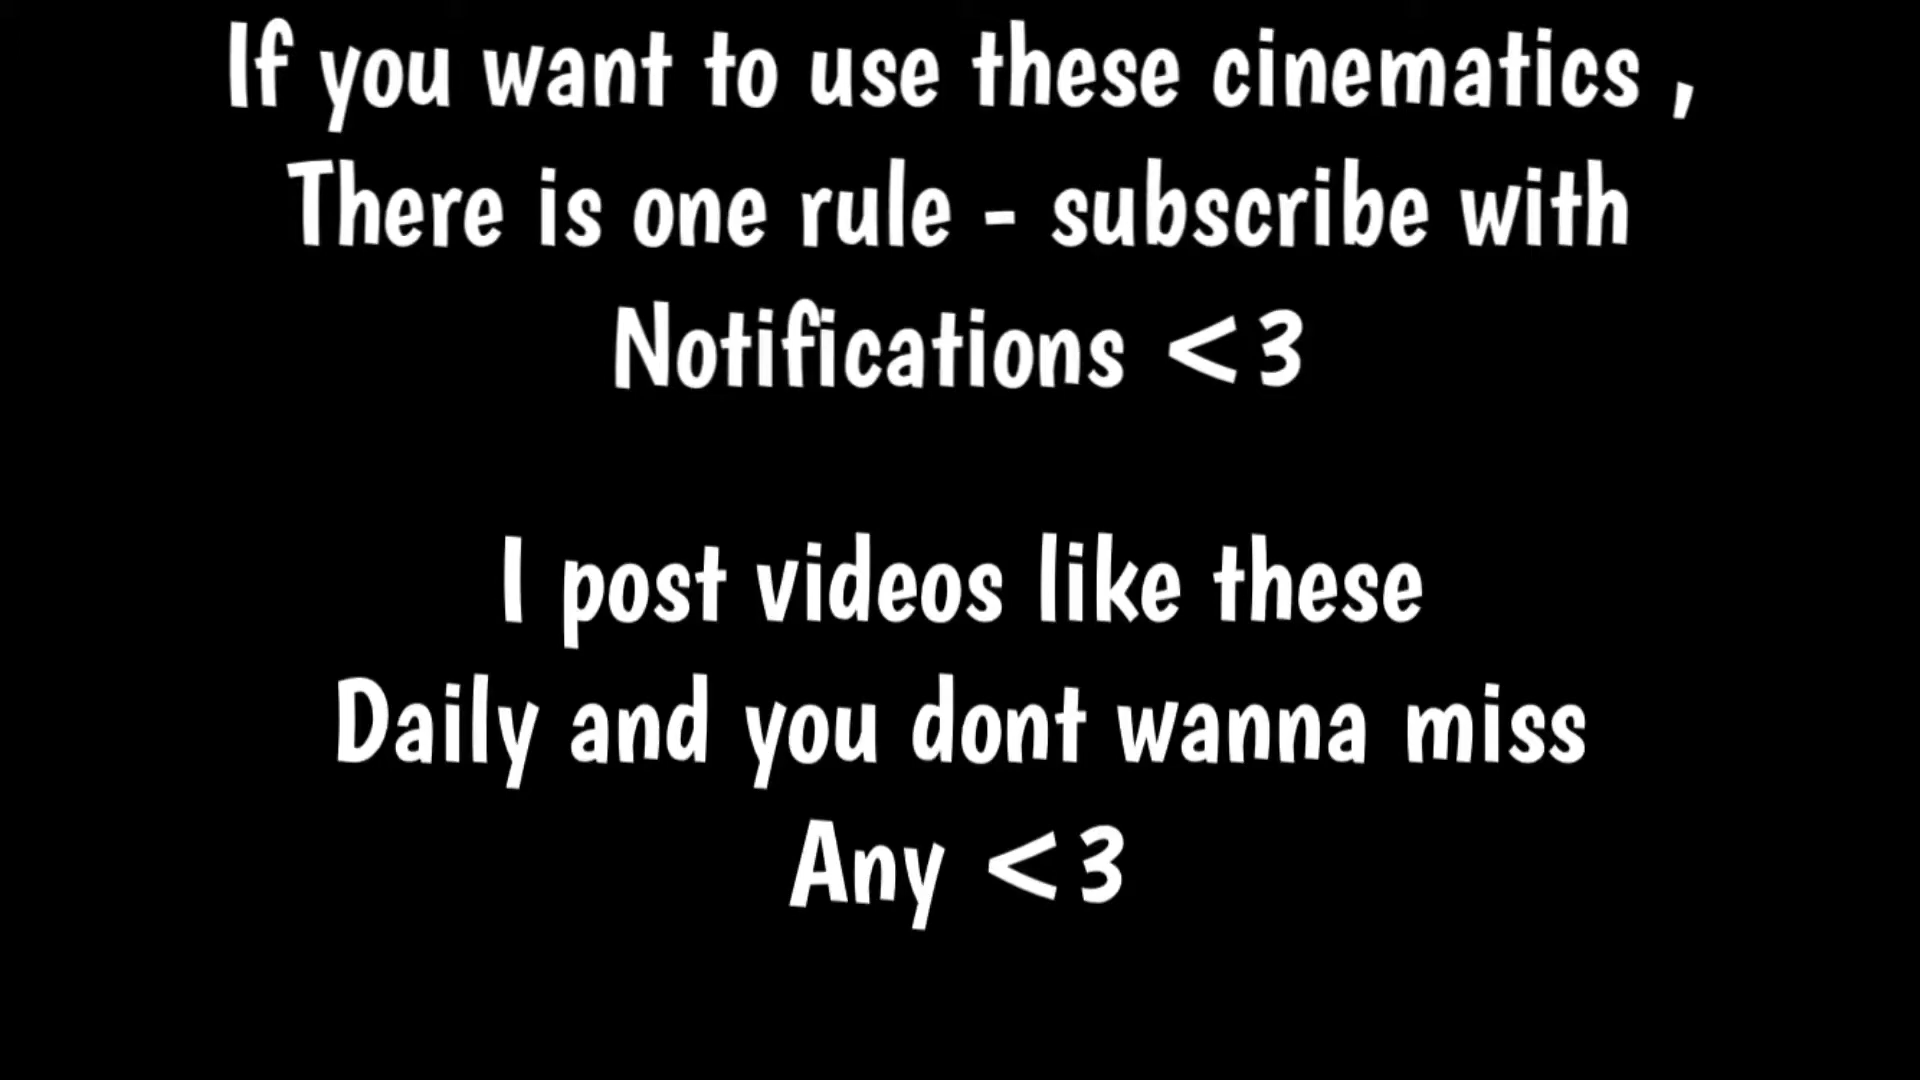 If you want to use these cinematics ,
There is one rule - subscribe with
Notifications <3
I post videos like these
Daily and you dont wanna miss
Any <3